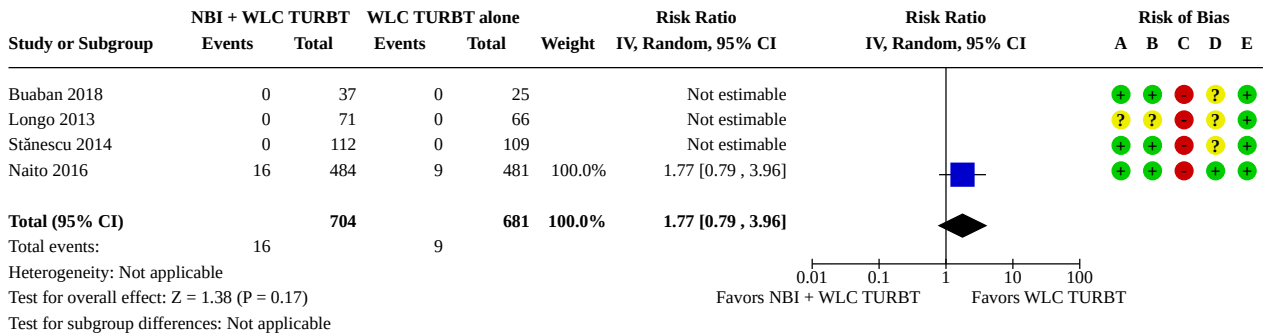 NBI + WLC TURBT WLC TURBT alone Risk Ratio Risk Ratio Risk of Bias
Study or Subgroup Events Total Events Total Weight IV, Random, 95% CI IV, Random, 95% CI A B C D E
Buaban 2018 0 37 0 25 Not estimable + + - ? +
Longo 2013 0 71 0 66 Not estimable ? ? - ? +
Stănescu 2014 0 112 0 109 Not estimable + + - ? +
Naito 2016 16 484 9 481 100.0% 1.77 [0.79 , 3.96] + + - + +
Total (95% CI) 704 681 100.0% 1.77 [0.79 , 3.96]
Total events: 16 9
Heterogeneity: Not applicable 0.01 0.1 1 10 100
Test for overall effect: Z = 1.38 (P = 0.17) Favors NBI + WLC TURBT Favors WLC TURBT
Test for subgroup differences: Not applicable